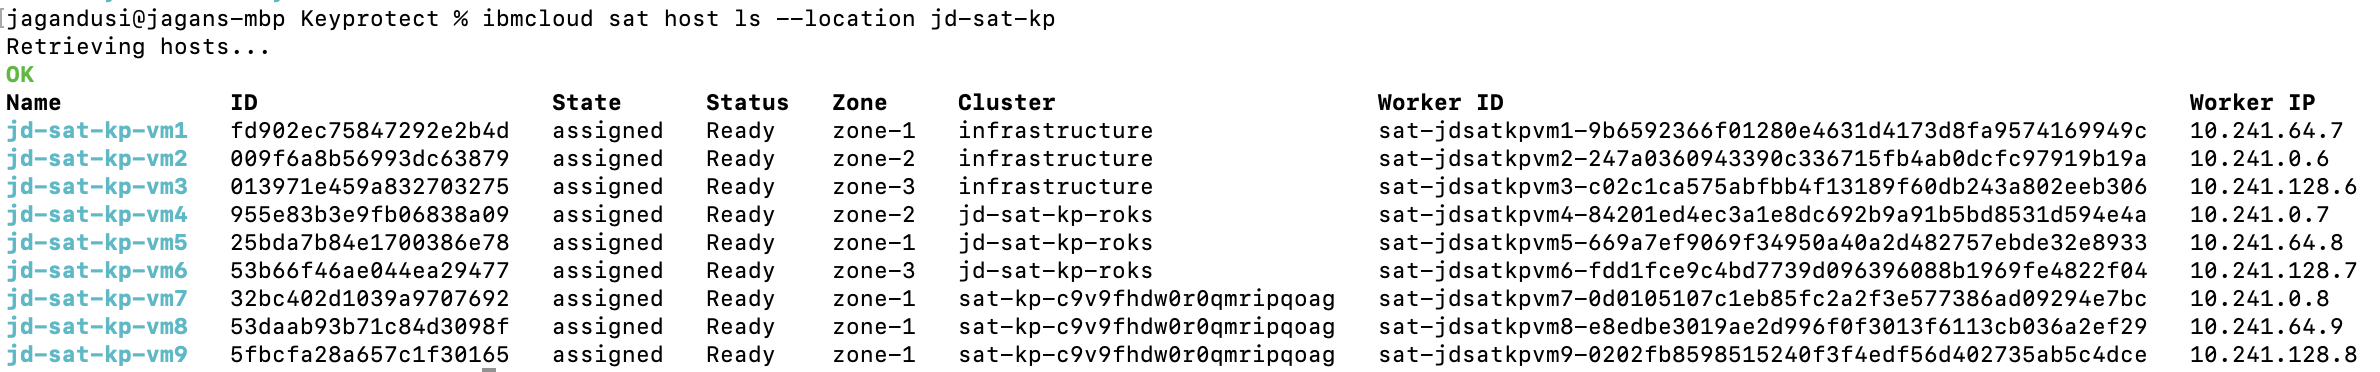 [jagandusi@jagans-mbp Keyprotect % ibmcloud sat host ls --location jd-sat-kp
Retrieving hosts...
OK
Name ID State Status Zone Cluster Worker ID Worker IP
jd-sat-kp-vm1 fd902ec75847292e2b4d assigned Ready zone-1 infrastructure sat-jdsatkpvm1-9b6592366f01280e4631d4173d8fa9574169949c 10.241.64.7
jd-sat-kp-vm2 009f6a8b56993dc63879 assigned Ready zone-2 infrastructure sat-jdsatkpvm2-247a0360943390c336715fb4ab0dcfc97919b19a 10.241.0.6
jd-sat-kp-vm3 013971e459a832703275 assigned Ready zone-3 infrastructure sat-jdsatkpvm3-c02c1ca575abfbb4f13189f60db243a802eeb306 10.241.128.6
jd-sat-kp-vm4 955e83b3e9fb06838a09 assigned Ready zone-2 jd-sat-kp-roks sat-jdsatkpvm4-84201ed4ec3a1e8dc692b9a91b5bd8531d594e4a 10.241.0.7
jd-sat-kp-vm5 25bda7b84e1700386e78 assigned Ready zone-1 jd-sat-kp-roks sat-jdsatkpvm5-669a7ef9069f34950a40a2d482757ebde32e8933 10.241.64.8
jd-sat-kp-vm6 53b66f46ae044ea29477 assigned Ready zone-3 jd-sat-kp-roks sat-jdsatkpvm6-fdd1fce9c4bd7739d096396088b1969fe4822f04 10.241.128.7
jd-sat-kp-vm7 32bc402d1039a9707692 assigned Ready zone-1 sat-kp-c9v9fhdw0r0qmripqoag sat-jdsatkpvm7-0d0105107c1eb85fc2a2f3e577386ad09294e7bc 10.241.0.8
jd-sat-kp-vm8 53daab93b71c84d3098f assigned Ready zone-1 sat-kp-c9v9fhdw0r0qmripqoag sat-jdsatkpvm8-e8edbe3019ae2d996f0f3013f6113cb036a2ef29 10.241.64.9
jd-sat-kp-vm9 5fbcfa28a657c1f30165 assigned Ready zone-1 sat-kp-c9v9fhdw0r0qmripqoag sat-jdsatkpvm9-0202fb8598515240f3f4edf56d402735ab5c4dce 10.241.128.8